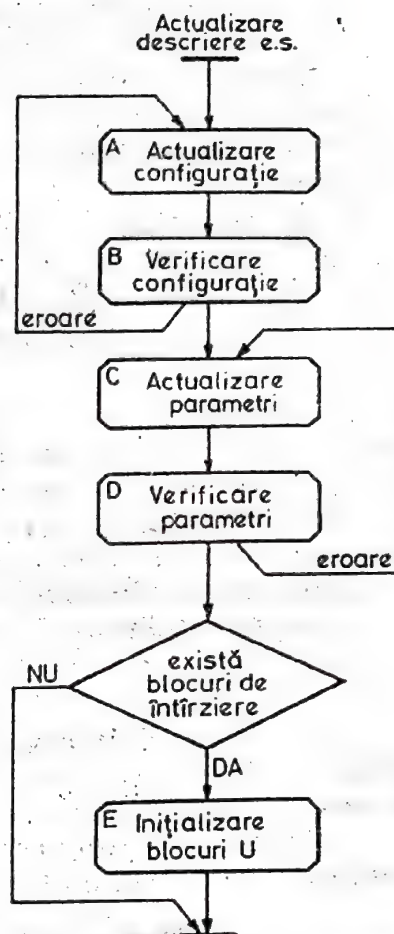 Actualizare
descriere e.s.
A Actualizare
configurație
B Verificare
configurație
eroare
C Actualizare
parametri
D Verificare
parametri
eroare
există
blocuri de
întîrziere
NU
DA
E Inițializare
blocuri U